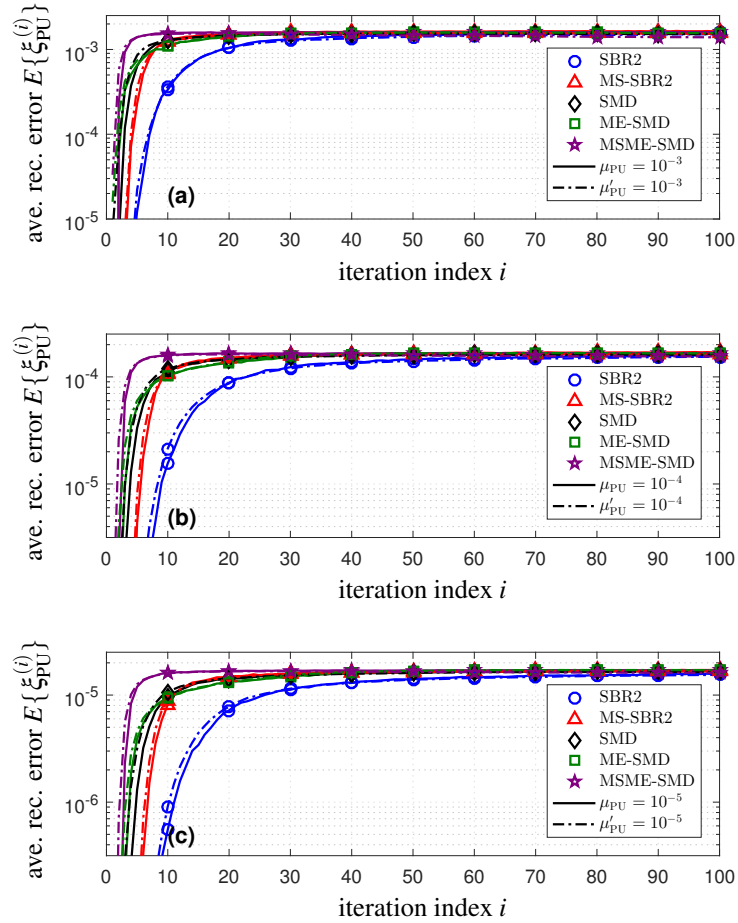 ave. rec. error E{ξ_PU^(i)}
10^-3
10^-4
10^-5
(a)
SBR2
MS-SBR2
SMD
ME-SMD
MSME-SMD
μ_PU = 10^-3
μ′_PU = 10^-3
0 10 20 30 40 50 60 70 80 90 100
iteration index i
ave. rec. error E{ξ_PU^(i)}
10^-4
10^-5
(b)
SBR2
MS-SBR2
SMD
ME-SMD
MSME-SMD
μ_PU = 10^-4
μ′_PU = 10^-4
0 10 20 30 40 50 60 70 80 90 100
iteration index i
ave. rec. error E{ξ_PU^(i)}
10^-5
10^-6
(c)
SBR2
MS-SBR2
SMD
ME-SMD
MSME-SMD
μ_PU = 10^-5
μ′_PU = 10^-5
0 10 20 30 40 50 60 70 80 90 100
iteration index i